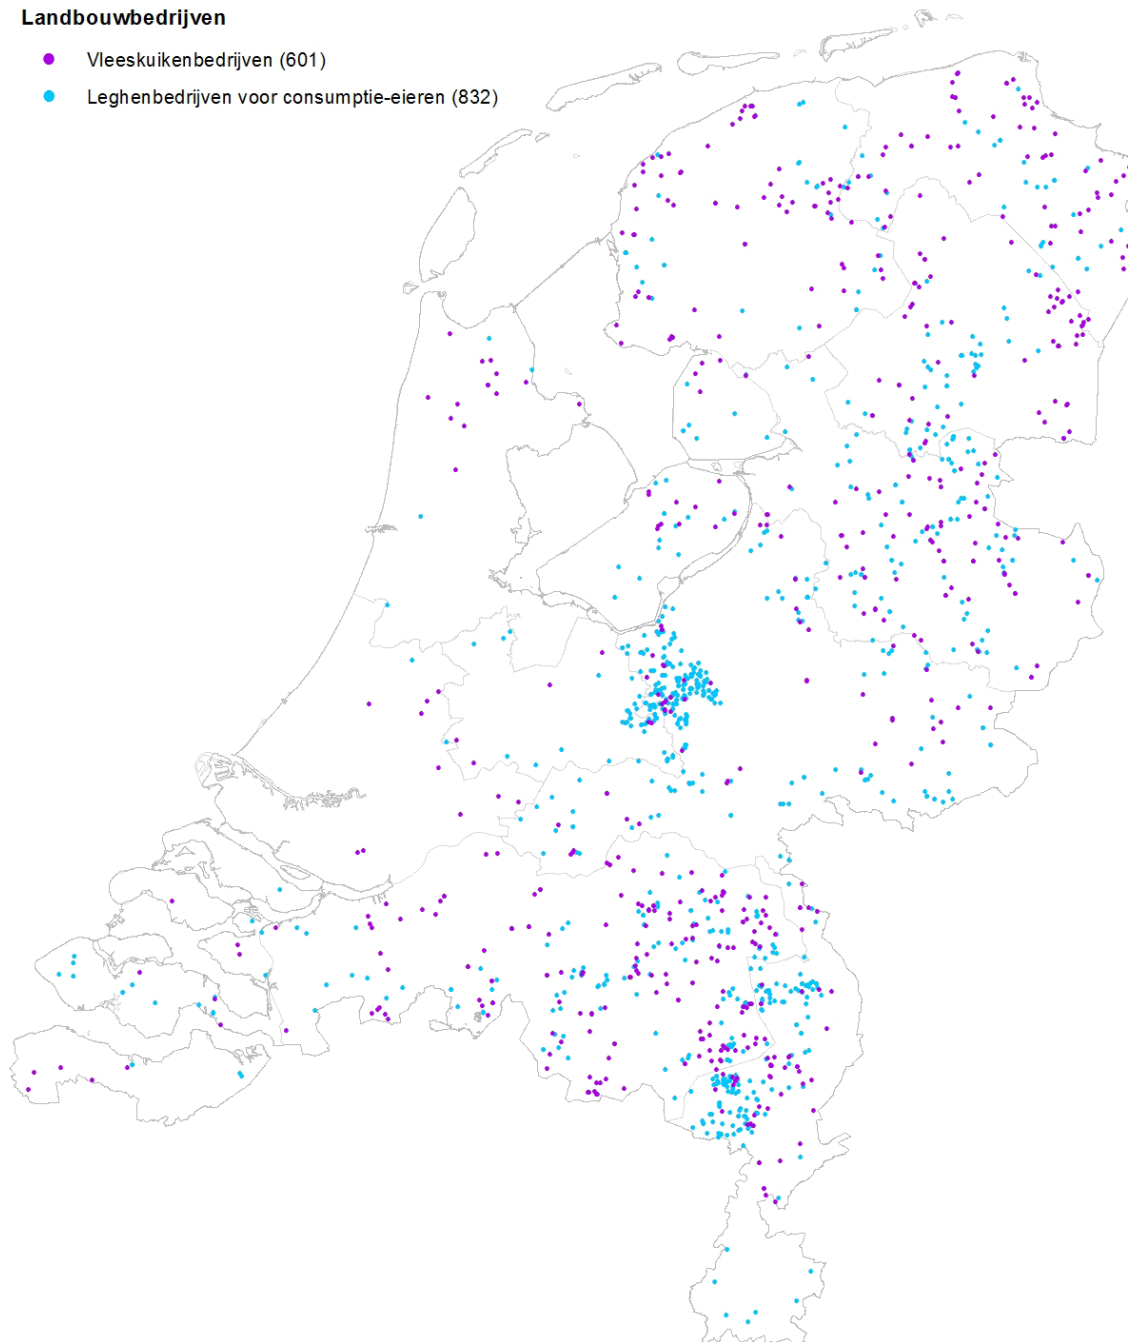 Landbouwbedrijven
Vleeskuikenbedrijven (601)
Leghenbedrijven voor consumptie-eieren (832)